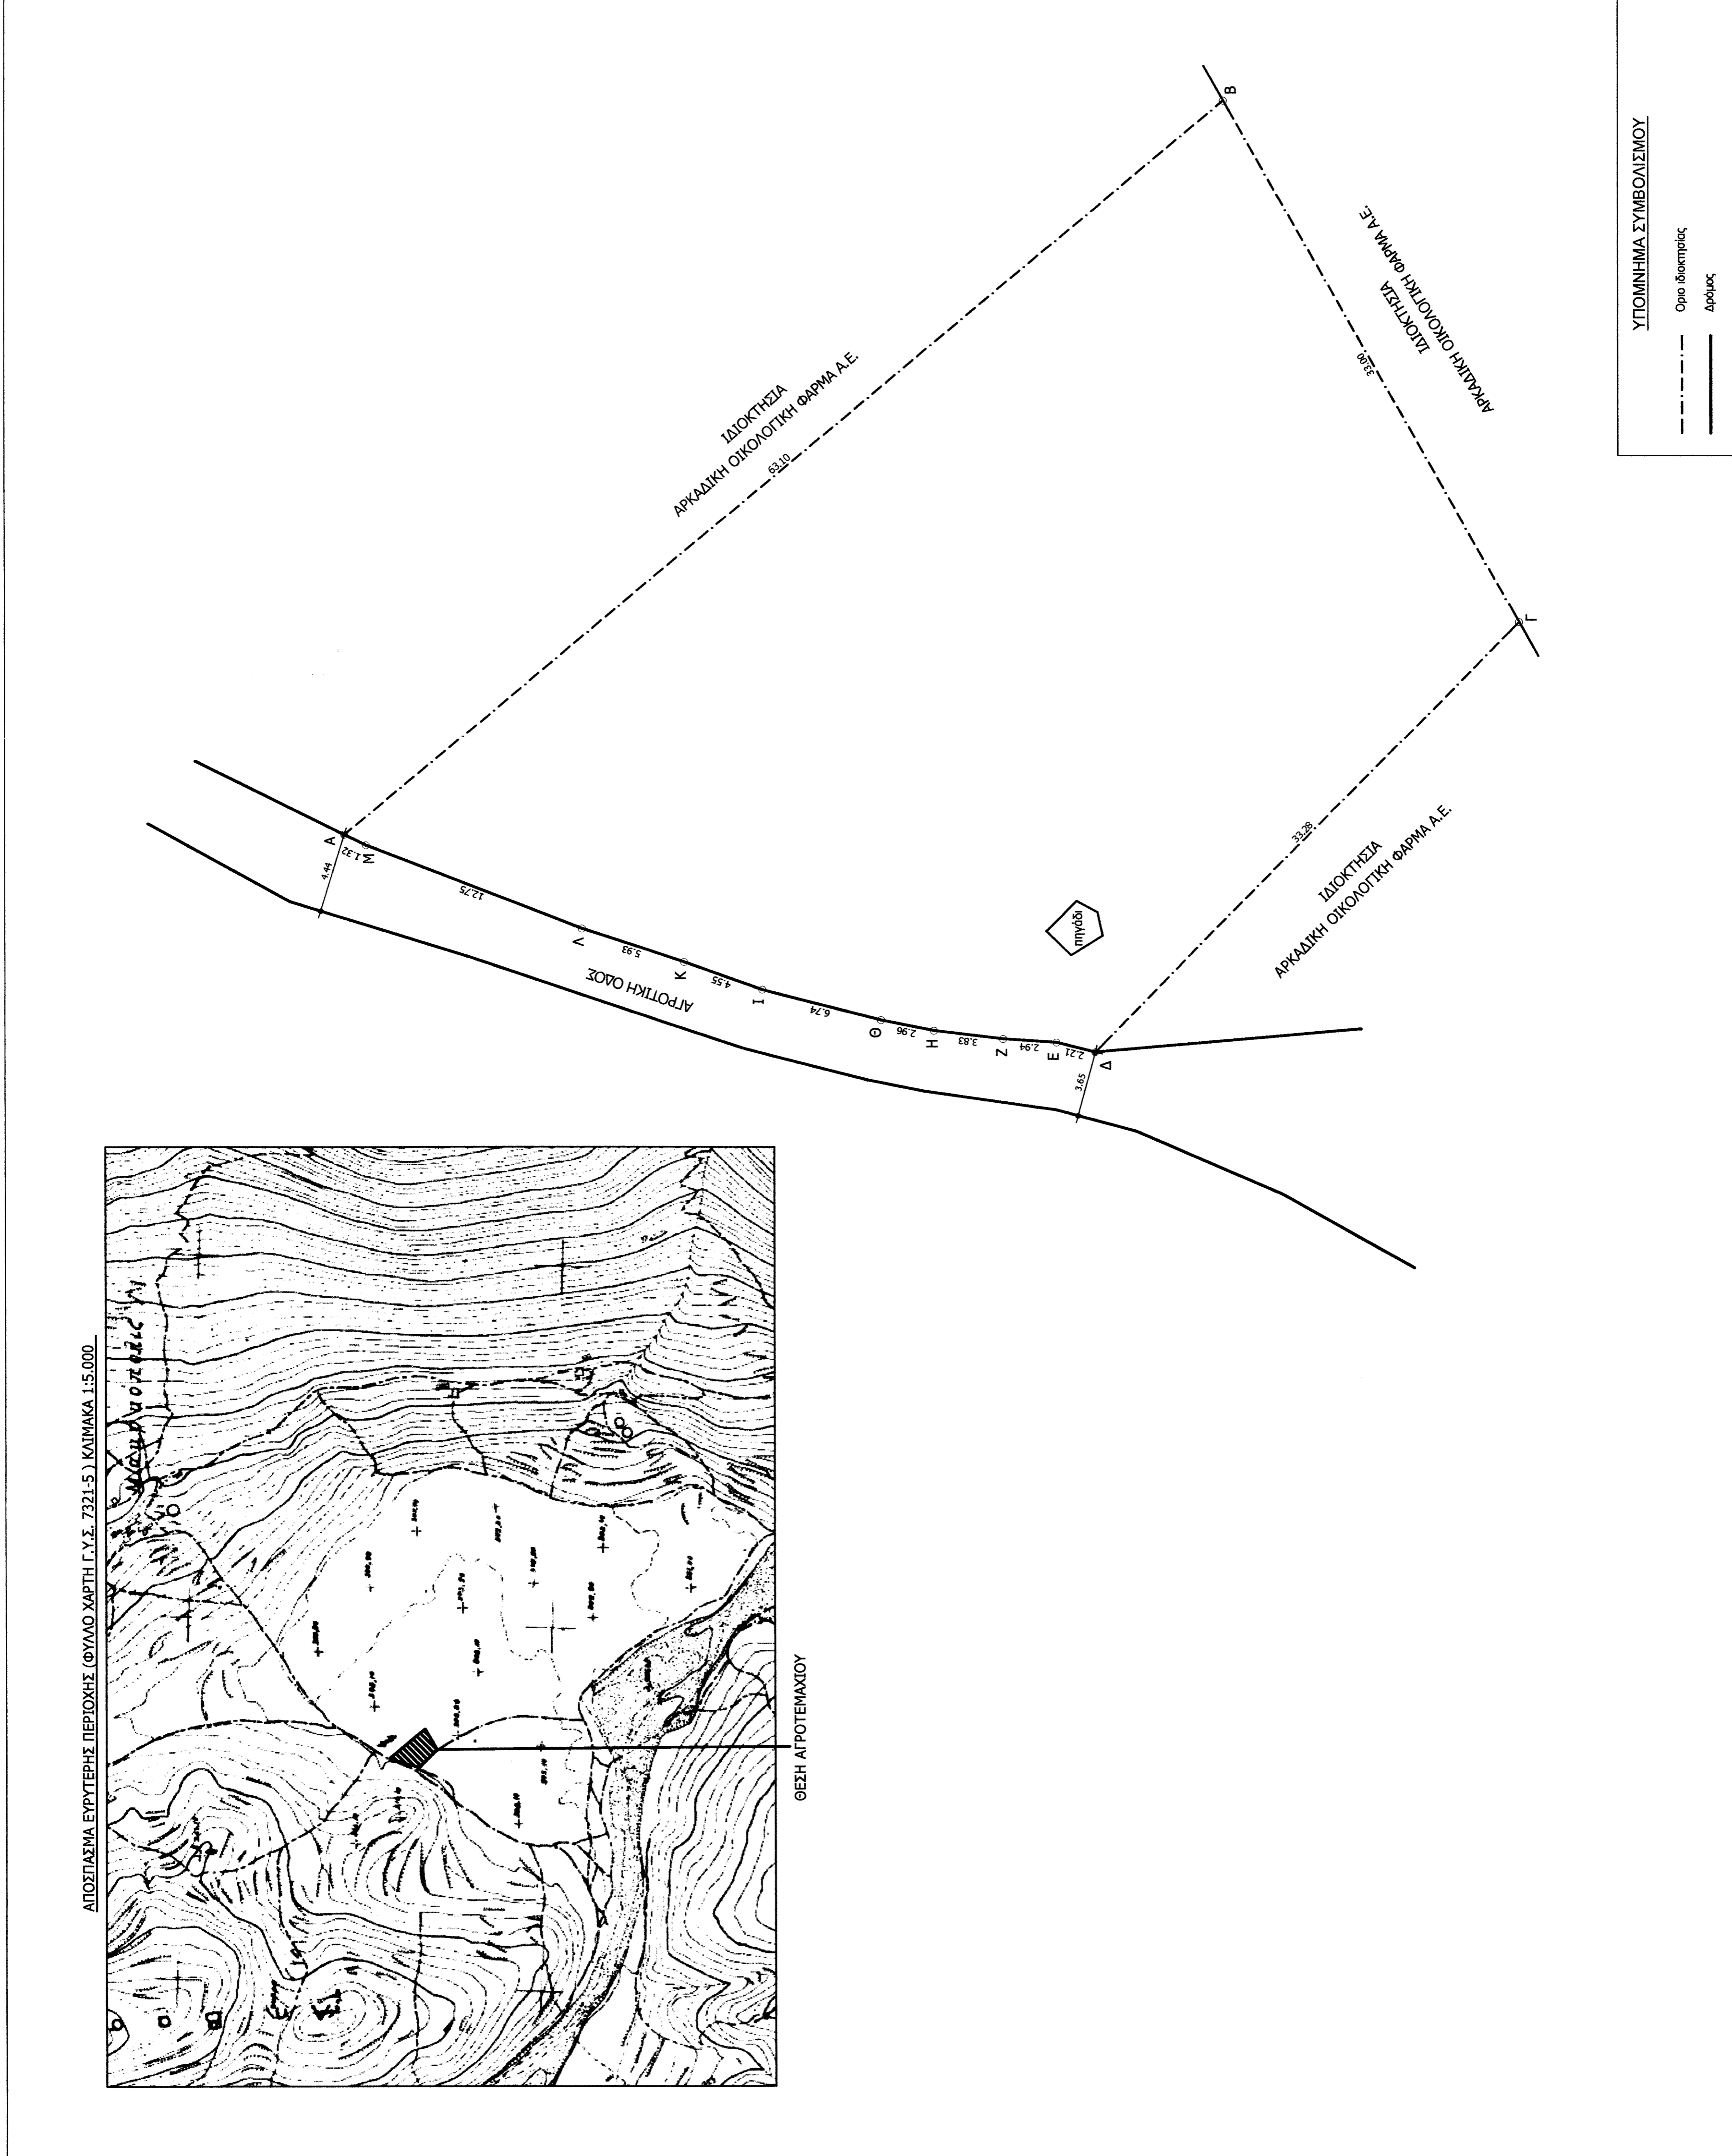 ΑΠΟΣΠΑΣΜΑ ΕΥΡΥΤΕΡΗΣ ΠΕΡΙΟΧΗΣ (ΦΥΛΛΟ ΧΑΡΤΗ Γ.Υ.Σ. 7321-5 ) ΚΛΙΜΑΚΑ 1:5.000
ΘΕΣΗ ΑΓΡΟΤΕΜΑΧΙΟΥ
ΙΔΙΟΚΤΗΣΙΑ
ΑΡΚΑΔΙΚΗ ΟΙΚΟΛΟΓΙΚΗ ΦΑΡΜΑ Α.Ε.
63.10
Α
Β
4.44
1.32
Μ
12.75
Λ
5.93
Κ
4.55
Ι
6.74
Θ
2.96
Η
3.83
Ζ
2.94
Ε
2.21
Δ
3.65
ΑΓΡΟΤΙΚΗ ΟΔΟΣ
πηγάδι
33.28
ΙΔΙΟΚΤΗΣΙΑ
ΑΡΚΑΔΙΚΗ ΟΙΚΟΛΟΓΙΚΗ ΦΑΡΜΑ Α.Ε.
Γ
33.00
ΙΔΙΟΚΤΗΣΙΑ
ΑΡΚΑΔΙΚΗ ΟΙΚΟΛΟΓΙΚΗ ΦΑΡΜΑ Α.Ε.
ΥΠΟΜΝΗΜΑ ΣΥΜΒΟΛΙΣΜΟΥ
Οριο ιδιοκτησίας
Δρόμος